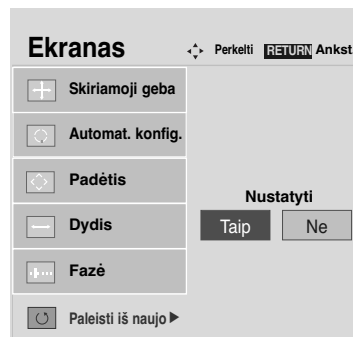 Ekranas
Perkelti RETURN Ankst.
Skiriamoji geba
Automat. konfig.
Padėtis
Nustatyti
Dydis
Taip Ne
Fazė
Paleisti iš naujo